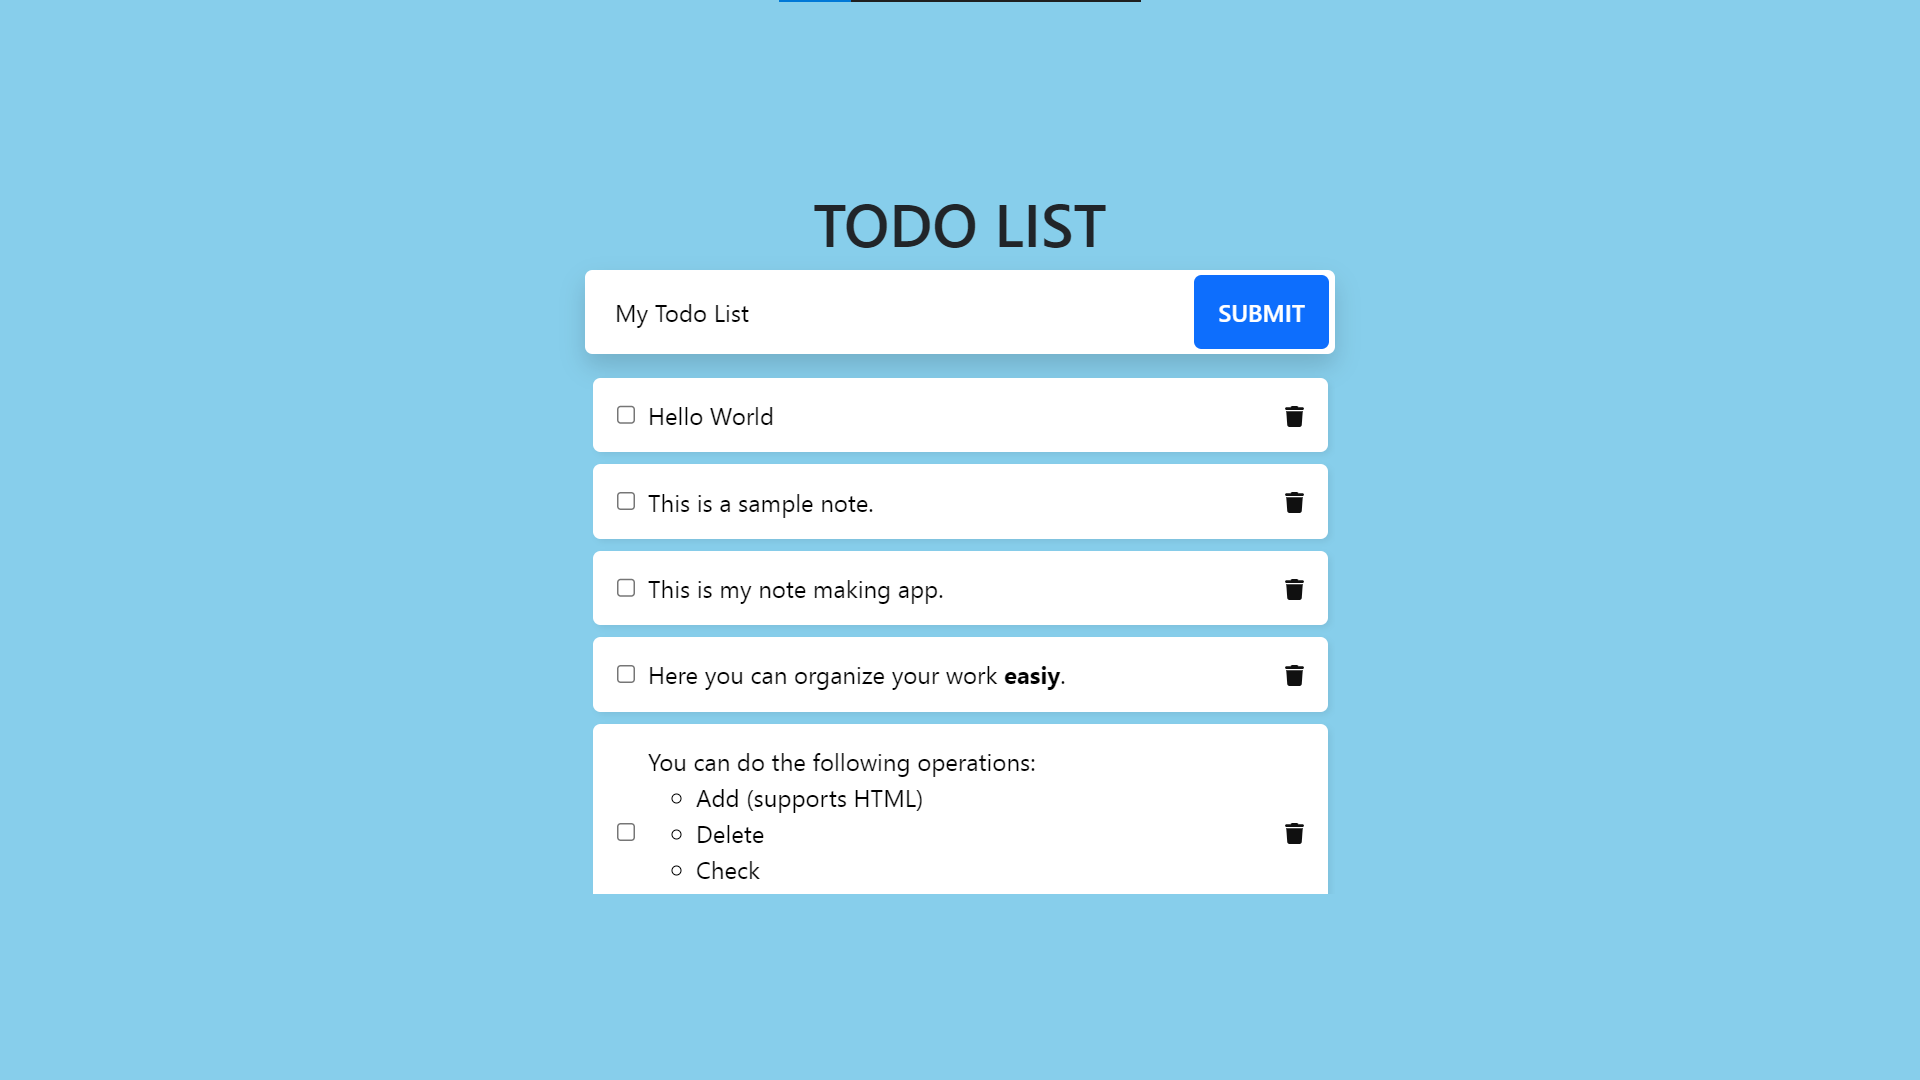 TODO LIST
My Todo List
SUBMIT
Hello World
This is a sample note.
This is my note making app.
Here you can organize your work easiy.
You can do the following operations:
Add (supports HTML)
Delete
Check